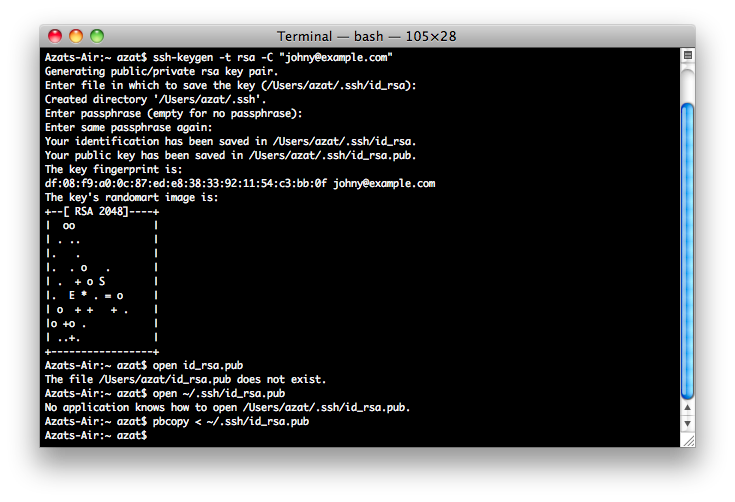 Terminal — bash — 105×28
Azats-Air:~ azat$ ssh-keygen -t rsa -C "johny@example.com"
Generating public/private rsa key pair.
Enter file in which to save the key (/Users/azat/.ssh/id_rsa):
Created directory '/Users/azat/.ssh'.
Enter passphrase (empty for no passphrase):
Enter same passphrase again:
Your identification has been saved in /Users/azat/.ssh/id_rsa.
Your public key has been saved in /Users/azat/.ssh/id_rsa.pub.
The key fingerprint is:
df:08:f9:a0:0c:87:ed:e8:38:33:92:11:54:c3:bb:0f johny@example.com
The key's randomart image is:
+--[ RSA 2048]----+
|  oo             |
| . ..            |
|.   .            |
|.  . o   .       |
| .  + o S        |
|.  E * . = o     |
| o  + +   + .    |
|o +o .           |
| ..+.            |
+-----------------+
Azats-Air:~ azat$ open id_rsa.pub
The file /Users/azat/id_rsa.pub does not exist.
Azats-Air:~ azat$ open ~/.ssh/id_rsa.pub
No application knows how to open /Users/azat/.ssh/id_rsa.pub.
Azats-Air:~ azat$ pbcopy < ~/.ssh/id_rsa.pub
Azats-Air:~ azat$